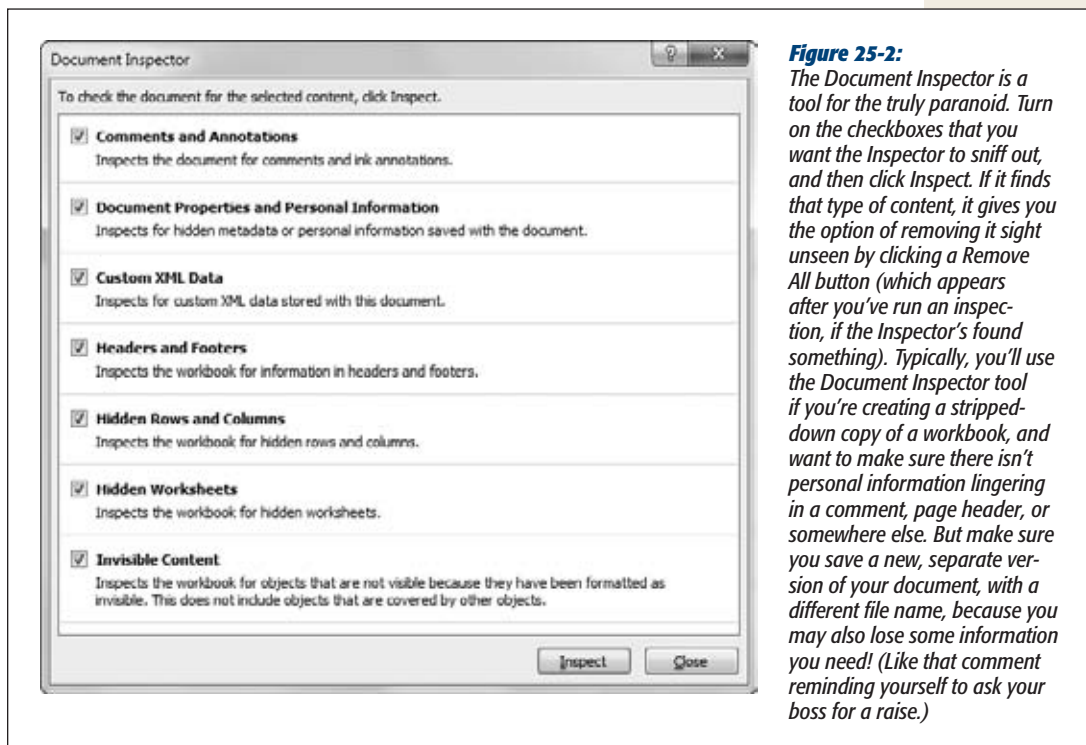 Document Inspector
To check the document for the selected content, click Inspect.
Comments and Annotations
Inspects the document for comments and ink annotations.
Document Properties and Personal Information
Inspects for hidden metadata or personal information saved with the document.
Custom XML Data
Inspects for custom XML data stored with this document.
Headers and Footers
Inspects the workbook for information in headers and footers.
Hidden Rows and Columns
Inspects the workbook for hidden rows and columns.
Hidden Worksheets
Inspects the workbook for hidden worksheets.
Invisible Content
Inspects the workbook for objects that are not visible because they have been formatted as
invisible. This does not include objects that are covered by other objects.
Inspect Close
Figure 25-2:
The Document Inspector is a
tool for the truly paranoid. Turn
on the checkboxes that you
want the Inspector to sniff out,
and then click Inspect. If it finds
that type of content, it gives you
the option of removing it sight
unseen by clicking a Remove
All button (which appears
after you've run an inspec-
tion, if the Inspector's found
something). Typically, you'll use
the Document Inspector tool
if you're creating a stripped-
down copy of a workbook, and
want to make sure there isn't
personal information lingering
in a comment, page header, or
somewhere else. But make sure
you save a new, separate ver-
sion of your document, with a
different file name, because you
may also lose some information
you need! (Like that comment
reminding yourself to ask your
boss for a raise.)